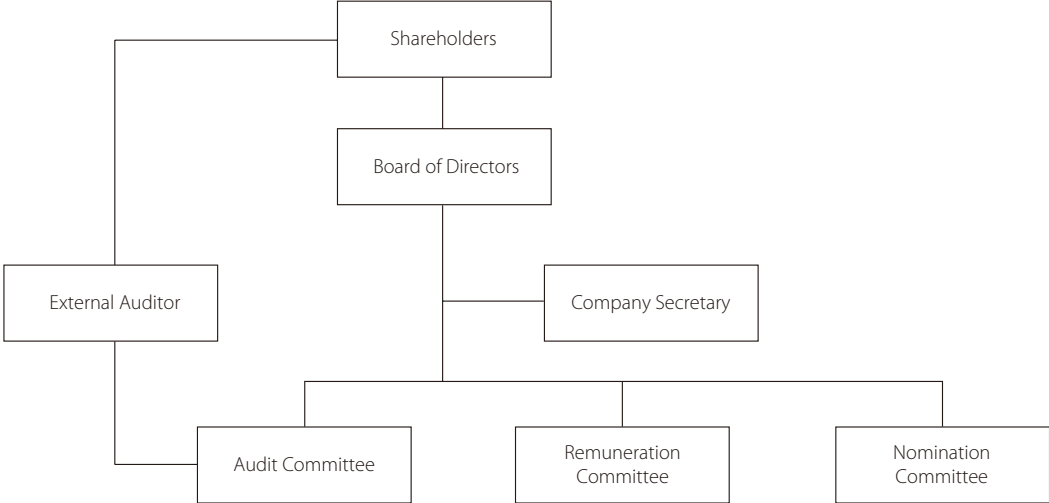 Shareholders
Board of Directors
External Auditor
Company Secretary
Audit Committee
Remuneration
Committee
Nomination
Committee